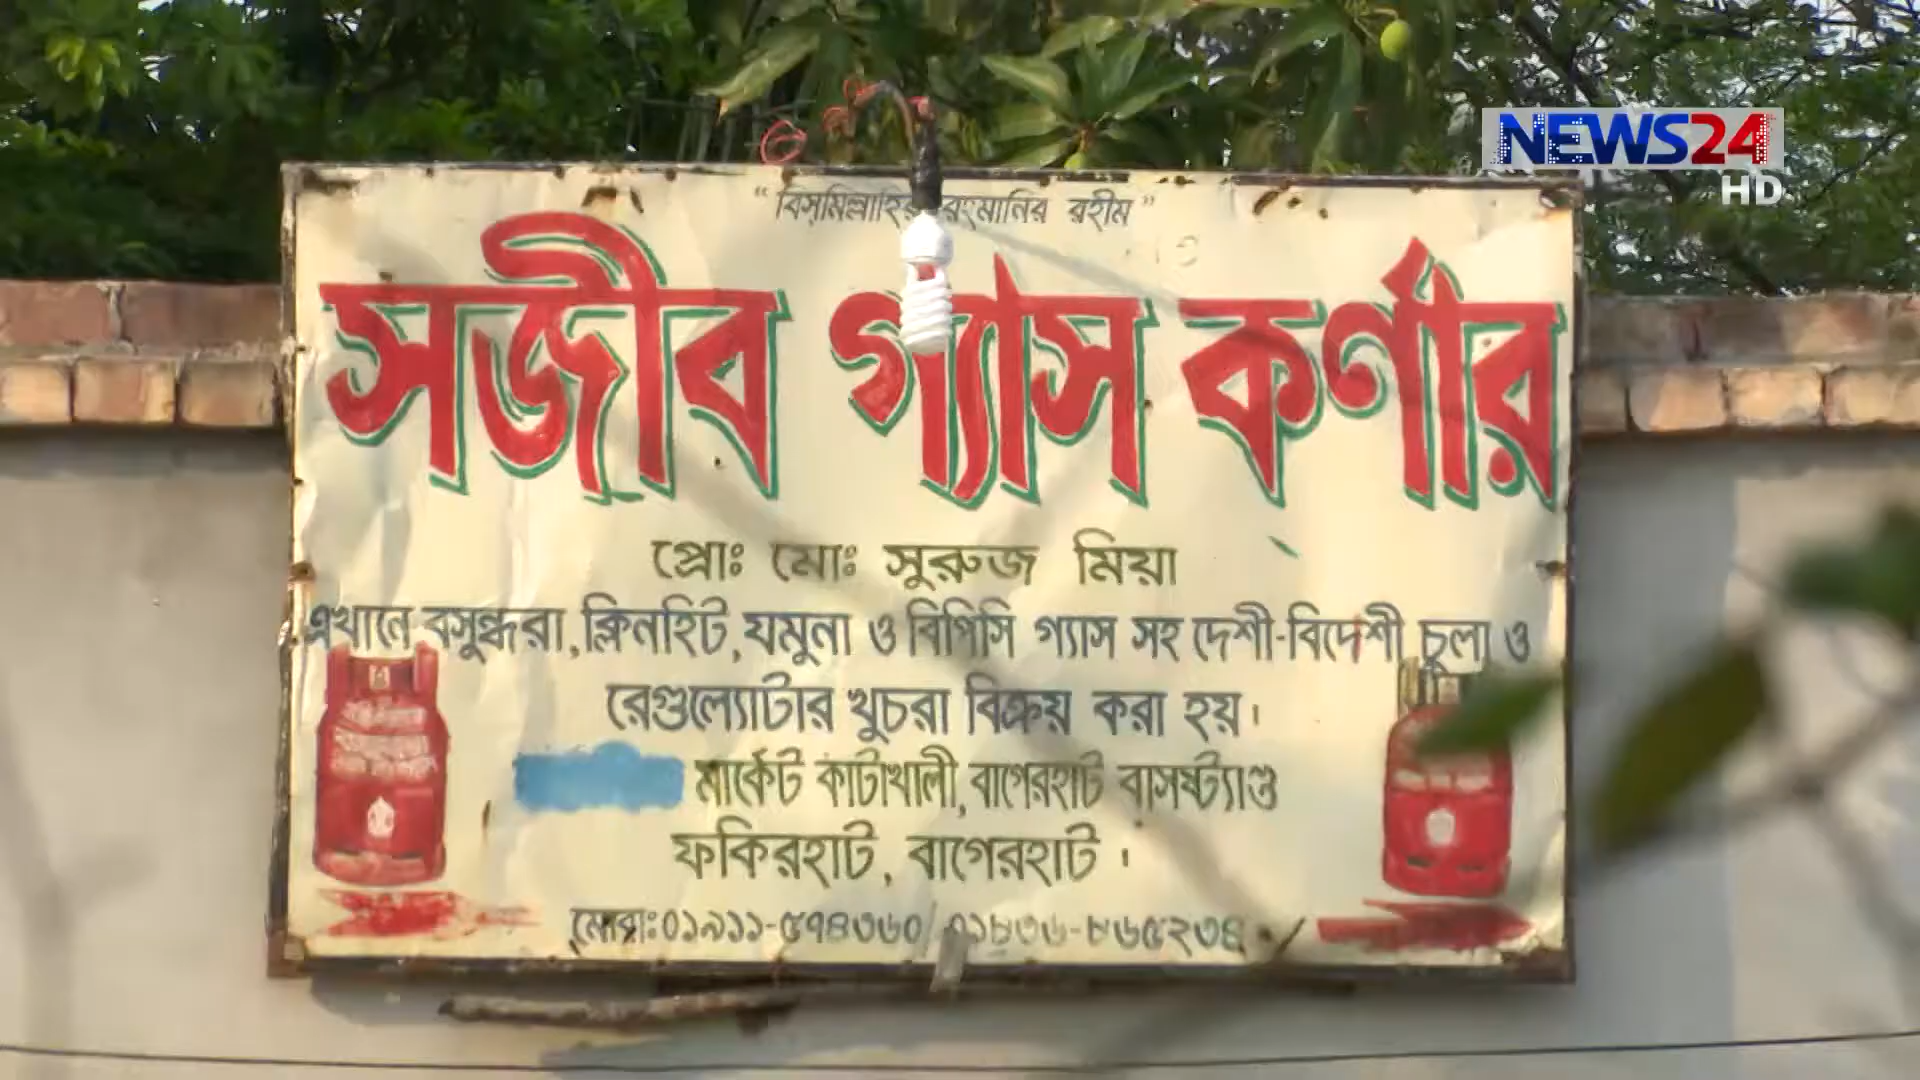 NEWS24
HD
“ বিস্‌মিল্লাহির রহমানির রহীম ”
সজীব গ্যাস কর্ণার
প্রোঃ মোঃ সুরুজ মিয়া
এখানে বসুন্ধরা, ক্লিনহিট, যমুনা ও বিপিসি গ্যাস সহ দেশী-বিদেশী চুলা ও
রেগুল্যেটার খুচরা বিক্রয় করা হয়।
মার্কেট কাটাখালী, বাগেরহাট বাসষ্ট্যাণ্ড
ফকিরহাট, বাগেরহাট ।
মোবাঃ০১৯১১-৫৭৪৩৬০/ ০১৮৩৬-৮৬৫২৩৪